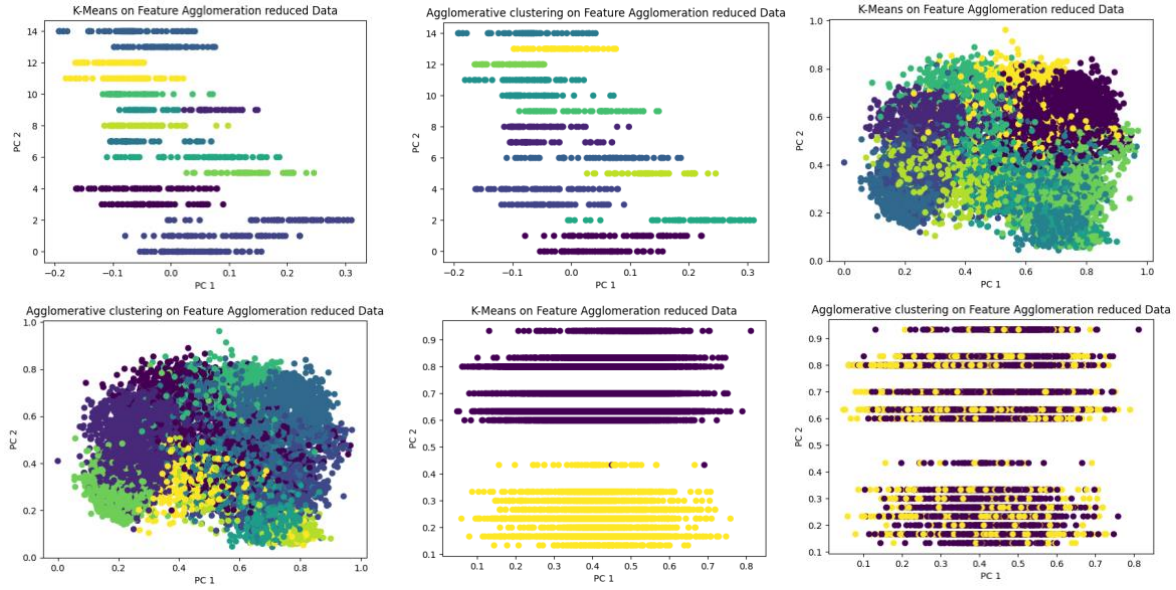 K-Means on Feature Agglomeration reduced Data
14
12
10
8
6
4
2
0
PC 2
−0.2 −0.1 0.0 0.1 0.2 0.3
PC 1
Agglomerative clustering on Feature Agglomeration reduced Data
14
12
10
8
6
4
2
0
PC 2
−0.2 −0.1 0.0 0.1 0.2 0.3
PC 1
K-Means on Feature Agglomeration reduced Data
1.0
0.8
0.6
0.4
0.2
0.0
PC 2
0.0 0.2 0.4 0.6 0.8 1.0
PC 1
Agglomerative clustering on Feature Agglomeration reduced Data
1.0
0.8
0.6
0.4
0.2
0.0
PC 2
0.0 0.2 0.4 0.6 0.8 1.0
PC 1
K-Means on Feature Agglomeration reduced Data
0.9
0.8
0.7
0.6
0.5
0.4
0.3
0.2
0.1
PC 2
0.1 0.2 0.3 0.4 0.5 0.6 0.7 0.8
PC 1
Agglomerative clustering on Feature Agglomeration reduced Data
0.9
0.8
0.7
0.6
0.5
0.4
0.3
0.2
0.1
PC 2
0.1 0.2 0.3 0.4 0.5 0.6 0.7 0.8
PC 1